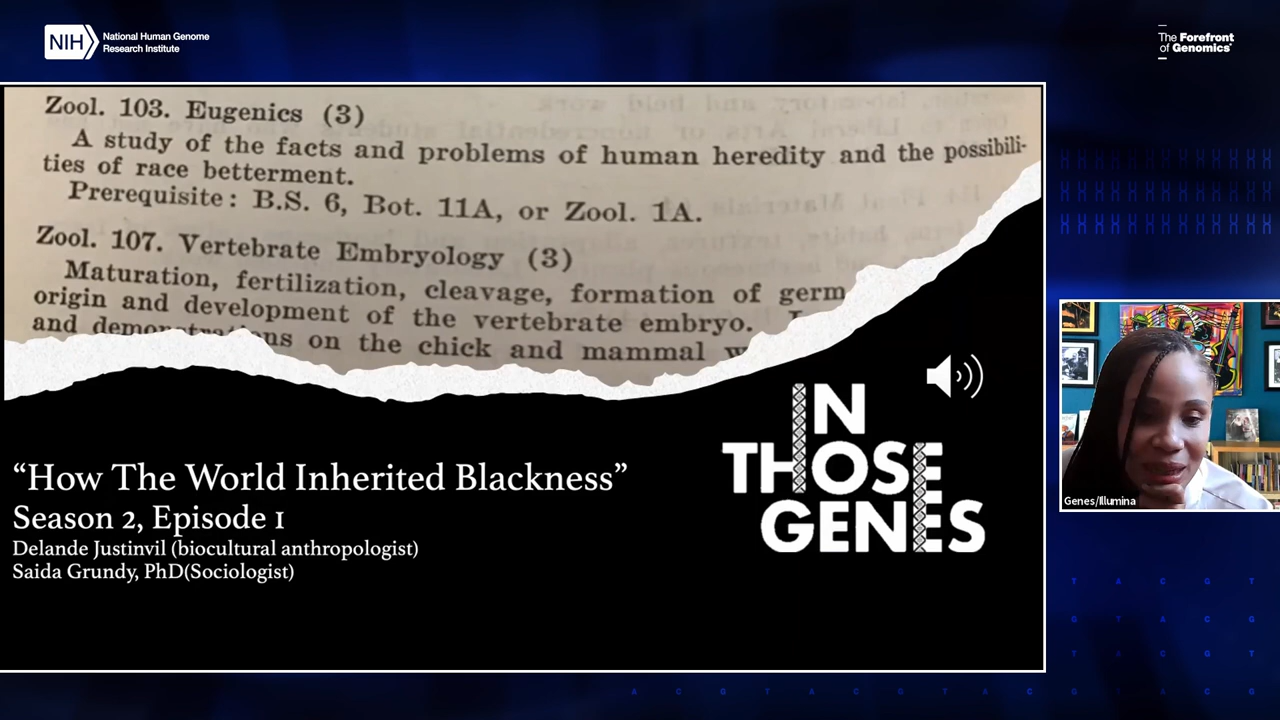 NIH
National Human Genome
Research Institute
The Forefront
of Genomics®
Zool. 103. Eugenics (3)
A study of the facts and problems of human heredity and the possibili-
ties of race betterment.
Prerequisite: B.S. 6, Bot. 11A, or Zool. 1A.
Zool. 107. Vertebrate Embryology (3)
Maturation, fertilization, cleavage, formation of germ
origin and development of the vertebrate embryo.
and demonstrations on the chick and mammal
IN
THOSE
GENES
“How The World Inherited Blackness”
Season 2, Episode 1
Delande Justinvil (biocultural anthropologist)
Saida Grundy, PhD(Sociologist)
Genes/Illumina
T A C G T
G T A C G
T A C G T
A C G T A C G T A C G T A C G